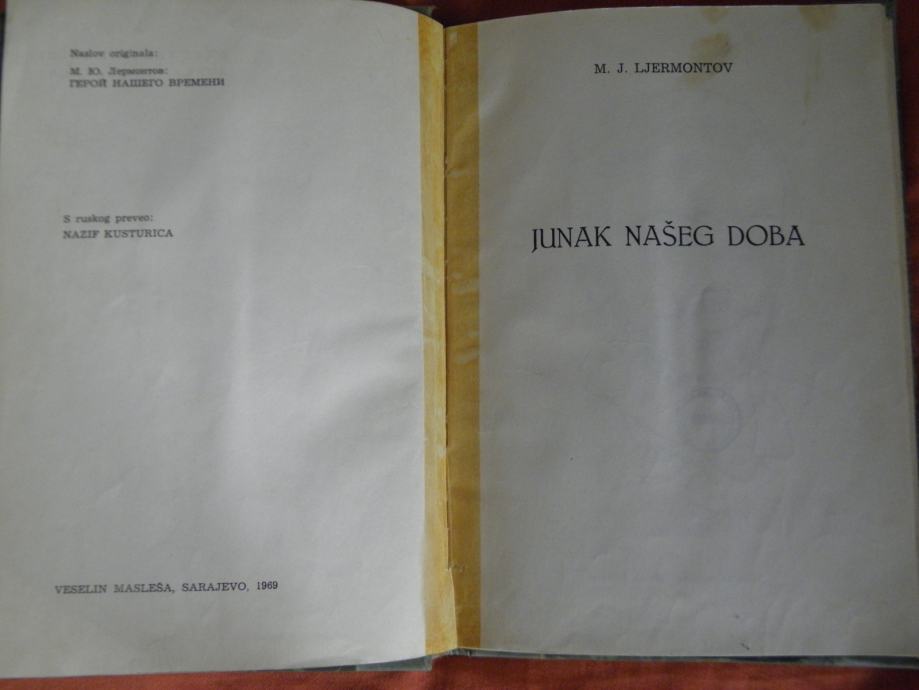 Naslov originala:
М. Ю. Лермонтов:
ГЕРОЙ НАШЕГО ВРЕМЕНИ
S ruskog preveo:
NAZIF KUSTURICA
VESELIN MASLEŠA, SARAJEVO, 1969
M. J. LJERMONTOV
JUNAK NAŠEG DOBA